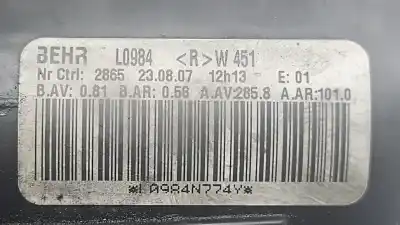 BEHR L0984 <R>W 451
Nr Ctrl: 2865 23.08.07 12h13 E: 01
B.AV: 0.81 B.AR: 0.56 A.AV:285.8 A.AR:101.0
*L0984N774Y*